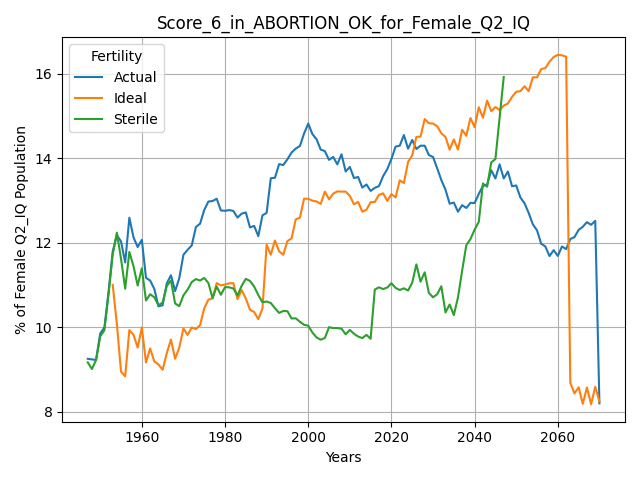 Score_6_in_ABORTION_OK_for_Female_Q2_IQ
Fertility
Actual
Ideal
Sterile
% of Female Q2_IQ Population
16
14
12
10
8
1960
1980
2000
2020
2040
2060
Years